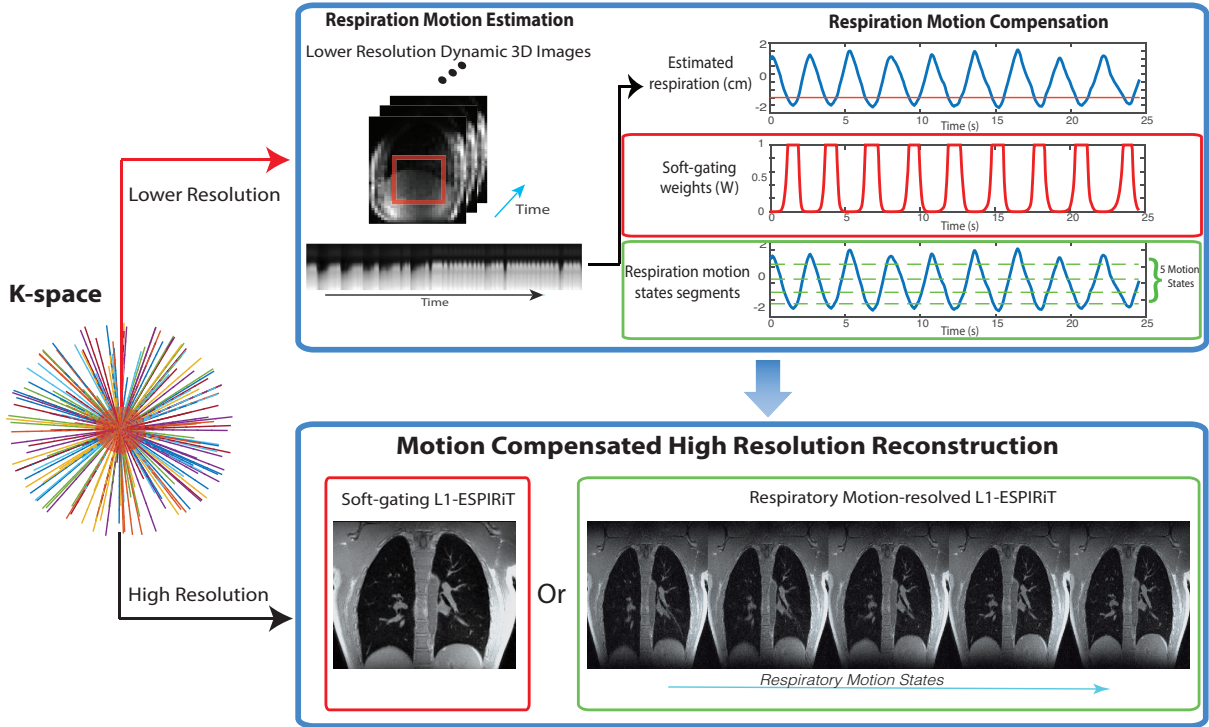 Respiration Motion Estimation
Lower Resolution Dynamic 3D Images
Time
Time
Respiration Motion Compensation
Estimated
respiration (cm)
2
0
-2
0 5 10 15 20 25
Time (s)
Soft-gating
weights (W)
1
0.5
0
0 5 10 15 20 25
Time (s)
Respiration motion
states segments
2
0
-2
0 5 10 15 20 25
Time (s)
5 Motion
States
Lower Resolution
K-space
High Resolution
Motion Compensated High Resolution Reconstruction
Soft-gating L1-ESPIRiT
Or
Respiratory Motion-resolved L1-ESPIRiT
Respiratory Motion States